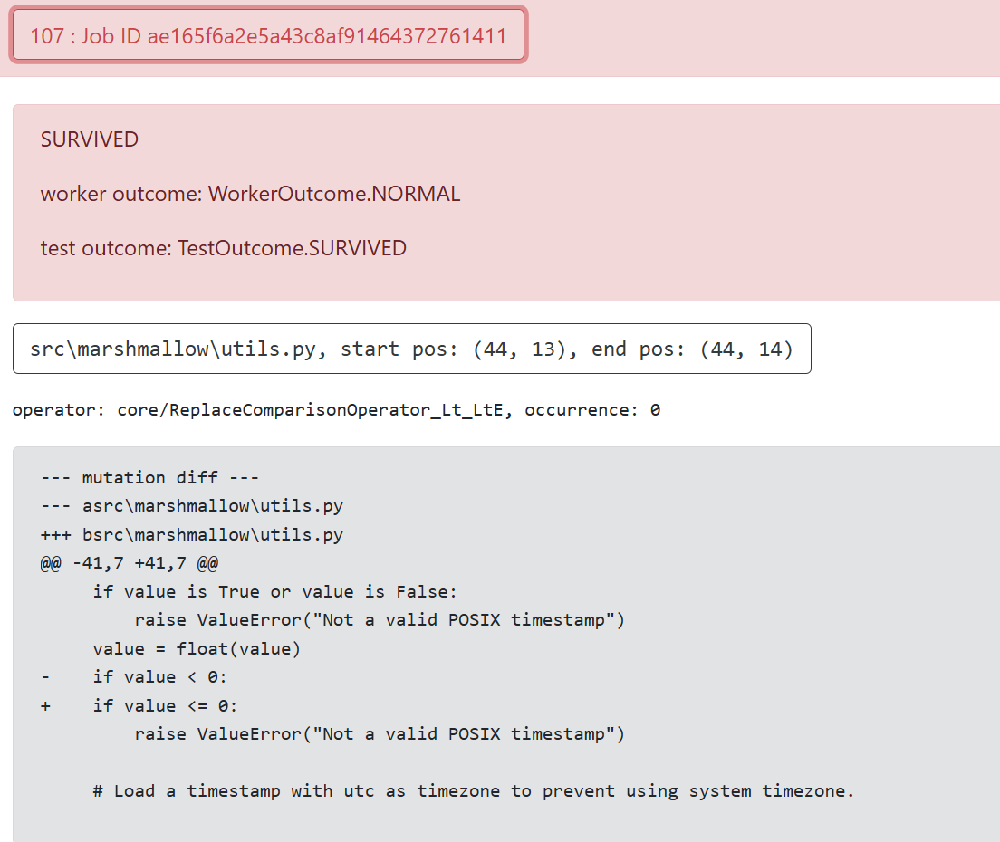 107 : Job ID ae165f6a2e5a43c8af91464372761411
SURVIVED
worker outcome: WorkerOutcome.NORMAL
test outcome: TestOutcome.SURVIVED
src\marshmallow\utils.py, start pos: (44, 13), end pos: (44, 14)
operator: core/ReplaceComparisonOperator_Lt_LtE, occurrence: 0
--- mutation diff ---
--- asrc\marshmallow\utils.py
+++ bsrc\marshmallow\utils.py
@@ -41,7 +41,7 @@
     if value is True or value is False:
         raise ValueError("Not a valid POSIX timestamp")
     value = float(value)
-    if value < 0:
+    if value <= 0:
         raise ValueError("Not a valid POSIX timestamp")
     # Load a timestamp with utc as timezone to prevent using system timezone.